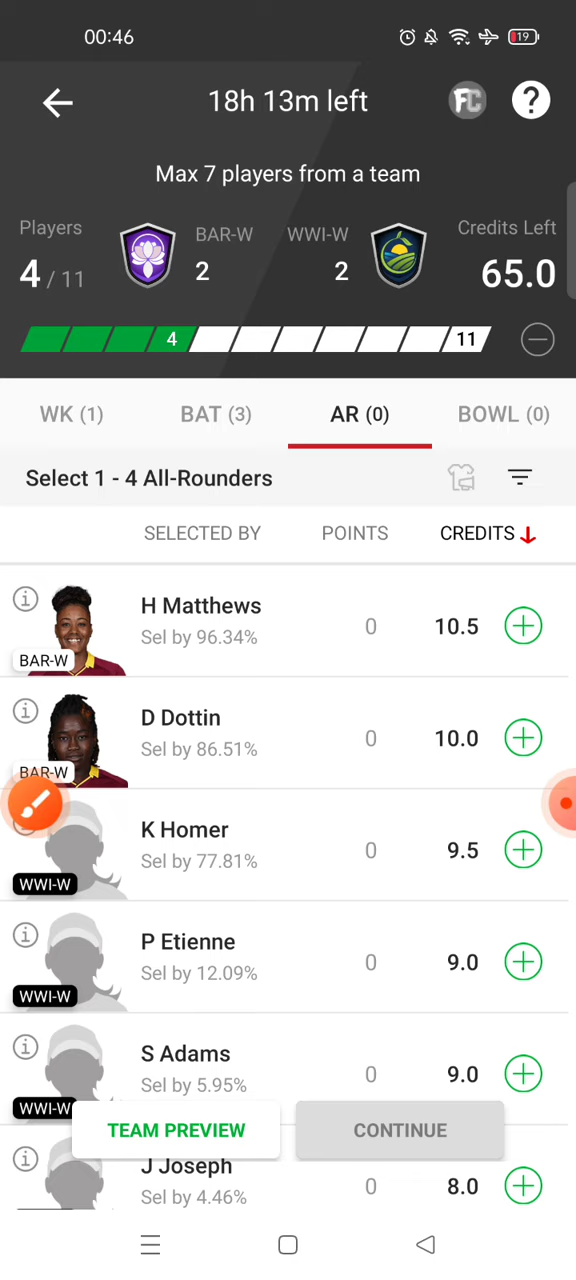 00:46
19
18h 13m left
FC
?
Max 7 players from a team
Players
BAR-W
WWI-W
Credits Left
4 / 11
2
2
65.0
4
11
WK (1)
BAT (3)
AR (0)
BOWL (0)
Select 1 - 4 All-Rounders
SELECTED BY
POINTS
CREDITS
H Matthews
Sel by 96.34%
0
10.5
BAR-W
D Dottin
Sel by 86.51%
0
10.0
BAR-W
K Homer
Sel by 77.81%
0
9.5
WWI-W
P Etienne
Sel by 12.09%
0
9.0
WWI-W
S Adams
Sel by 5.95%
0
9.0
WWI-W
TEAM PREVIEW
CONTINUE
J Joseph
Sel by 4.46%
0
8.0